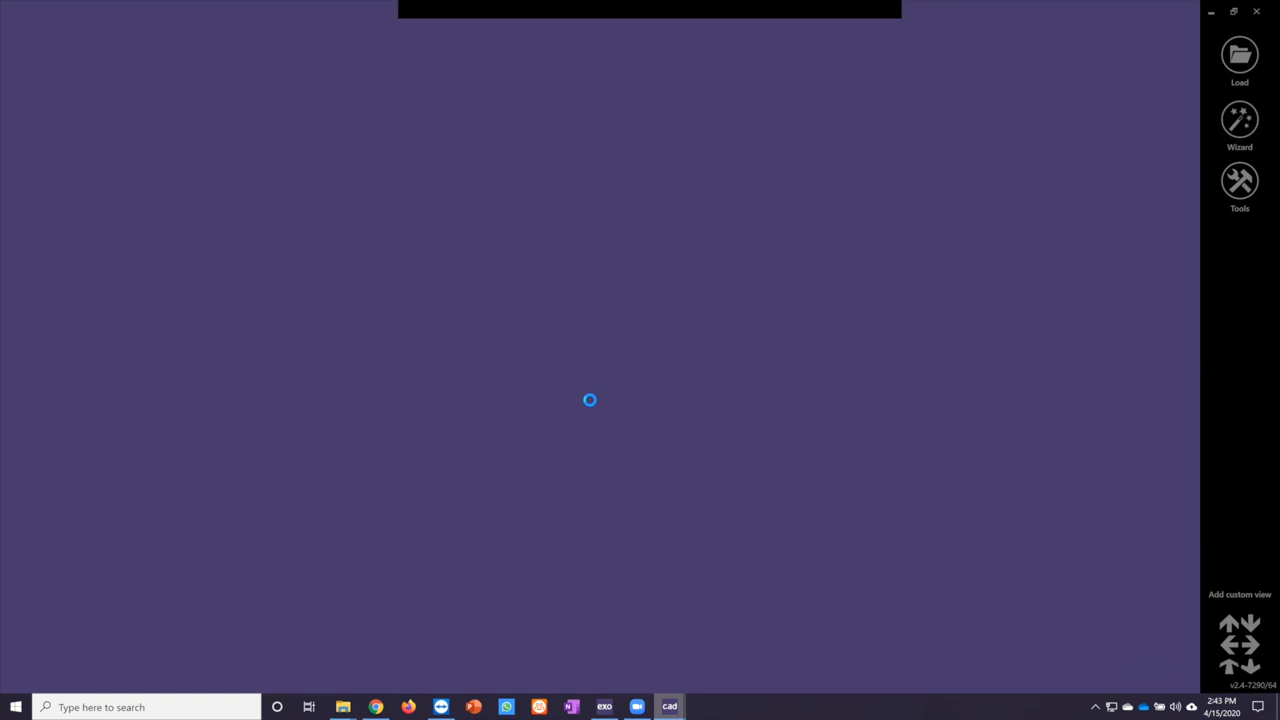 Load
Wizard
Tools
Add custom view
v2.4-7290/64
Type here to search
exo
cad
2:43 PM
4/15/2020